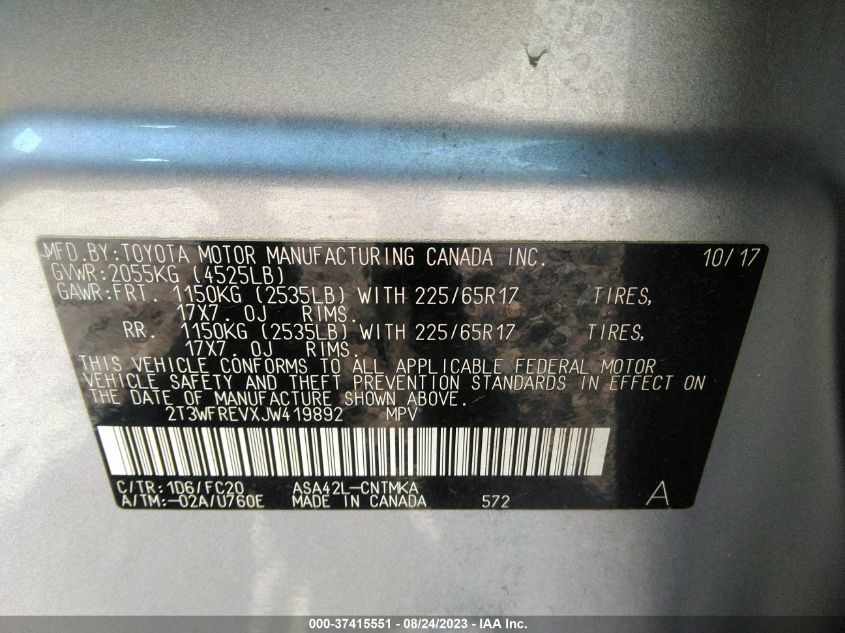 MFD. BY: TOYOTA MOTOR MANUFACTURING CANADA INC. 10/17
GVWR: 2055KG (4525LB)
GAWR: FRT. 1150KG (2535LB) WITH 225/65R17 TIRES,
17X7. 0J RIMS.
RR. 1150KG (2535LB) WITH 225/65R17 TIRES,
17X7. 0J RIMS.
THIS VEHICLE CONFORMS TO ALL APPLICABLE FEDERAL MOTOR
VEHICLE SAFETY AND THEFT PREVENTION STANDARDS IN EFFECT ON
THE DATE OF MANUFACTURE SHOWN ABOVE.
2T3WFREVXJW419892 MPV
C/TR: 1D6/FC20 ASA42L-CNTMKA
A/TM: -02A/U760E MADE IN CANADA 572 A
000-37415551 - 08/24/2023 - IAA Inc.